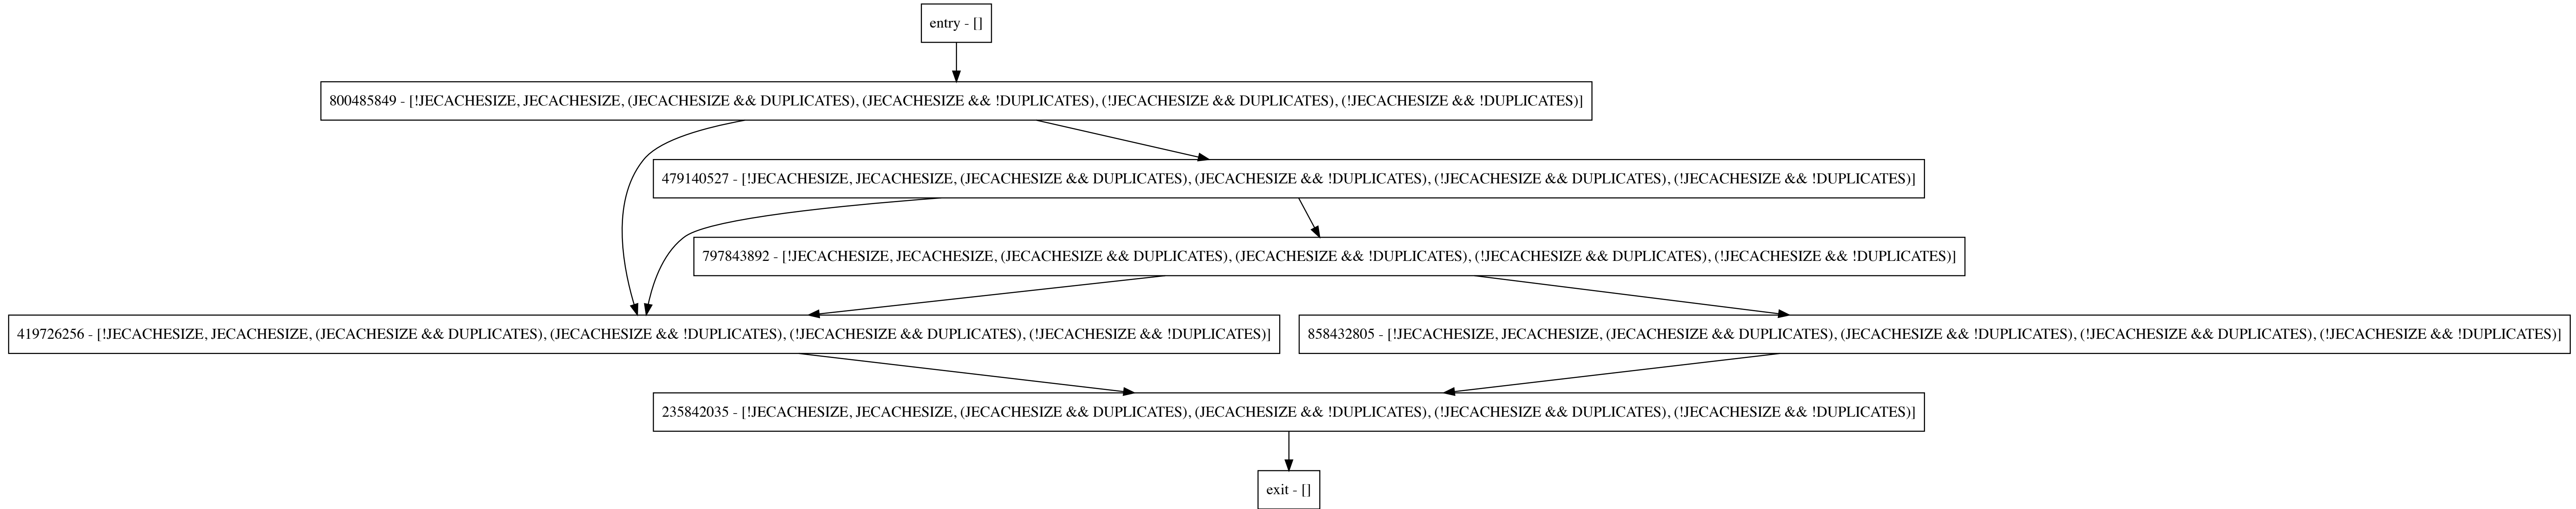 entry - []
800485849 - [!JECACHESIZE, JECACHESIZE, (JECACHESIZE && DUPLICATES), (JECACHESIZE && !DUPLICATES), (!JECACHESIZE && DUPLICATES), (!JECACHESIZE && !DUPLICATES)]
479140527 - [!JECACHESIZE, JECACHESIZE, (JECACHESIZE && DUPLICATES), (JECACHESIZE && !DUPLICATES), (!JECACHESIZE && DUPLICATES), (!JECACHESIZE && !DUPLICATES)]
797843892 - [!JECACHESIZE, JECACHESIZE, (JECACHESIZE && DUPLICATES), (JECACHESIZE && !DUPLICATES), (!JECACHESIZE && DUPLICATES), (!JECACHESIZE && !DUPLICATES)]
419726256 - [!JECACHESIZE, JECACHESIZE, (JECACHESIZE && DUPLICATES), (JECACHESIZE && !DUPLICATES), (!JECACHESIZE && DUPLICATES), (!JECACHESIZE && !DUPLICATES)]
858432805 - [!JECACHESIZE, JECACHESIZE, (JECACHESIZE && DUPLICATES), (JECACHESIZE && !DUPLICATES), (!JECACHESIZE && DUPLICATES), (!JECACHESIZE && !DUPLICATES)]
235842035 - [!JECACHESIZE, JECACHESIZE, (JECACHESIZE && DUPLICATES), (JECACHESIZE && !DUPLICATES), (!JECACHESIZE && DUPLICATES), (!JECACHESIZE && !DUPLICATES)]
exit - []